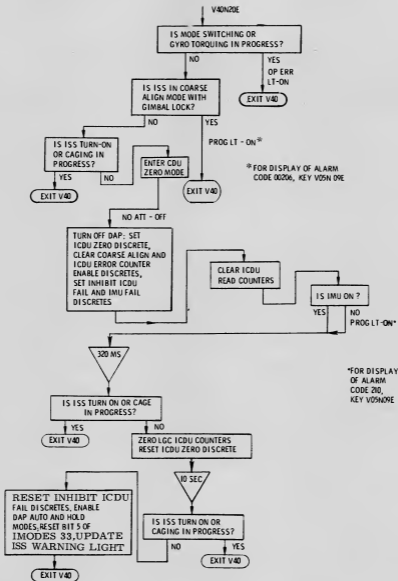 V40N20E
IS MODE SWITCHING OR
GYRO TORQUING IN PROGRESS?
NO
YES
OP ERR
LT-ON
EXIT V40
IS ISS IN COARSE
ALIGN MODE WITH
GIMBAL LOCK?
NO
YES
IS ISS TURN-ON
OR CAGING IN
PROGRESS?
YES
NO
EXIT V40
ENTER CDU
ZERO MODE
PROG LT - ON*
EXIT V40
*FOR DISPLAY OF ALARM
CODE 00206, KEY V05N 09E
NO ATT - OFF
TURN OFF DAP; SET
ICDU ZERO DISCRETE,
CLEAR COARSE ALIGN AND
ICDU ERROR COUNTER
ENABLE DISCRETES,
SET INHIBIT ICDU
FAIL AND IMU FAIL
DISCRETES
CLEAR ICDU
READ COUNTERS
IS IMU ON ?
YES
NO
PROG LT-ON*
320 MS
*FOR DISPLAY
OF ALARM
CODE 210,
KEY V05N09E
IS ISS TURN ON OR CAGE
IN PROGRESS?
YES
NO
EXIT V40
ZERO LGC ICDU COUNTERS
RESET ICDU ZERO DISCRETE
10 SEC
IS ISS TURN ON OR
CAGING IN PROGRESS?
NO
YES
EXIT V40
RESET INHIBIT ICDU
FAIL DISCRETES, ENABLE
DAP AUTO AND HOLD
MODES, RESET BIT 5 OF
IMODES 33, UPDATE
ISS WARNING LIGHT
EXIT V40